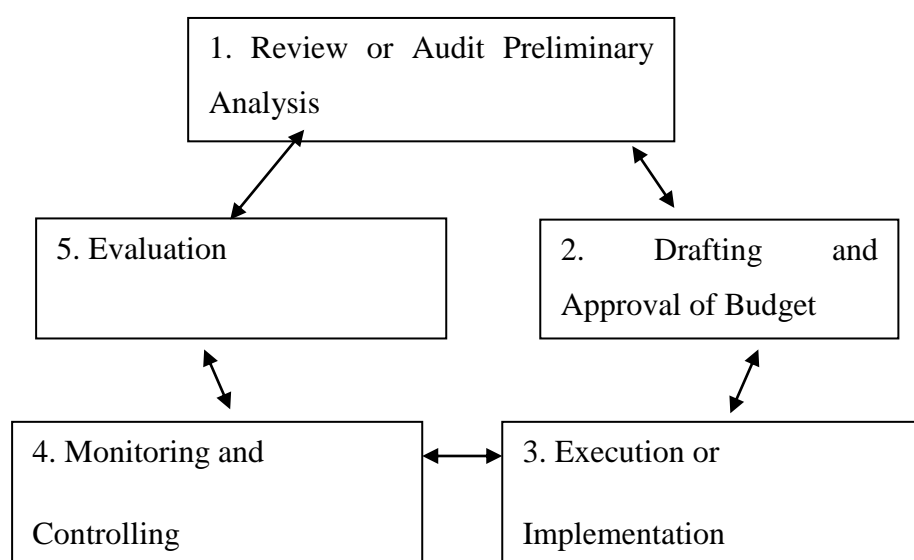 1. Review or Audit Preliminary
Analysis
5. Evaluation
2. Drafting and
Approval of Budget
4. Monitoring and
Controlling
3. Execution or
Implementation